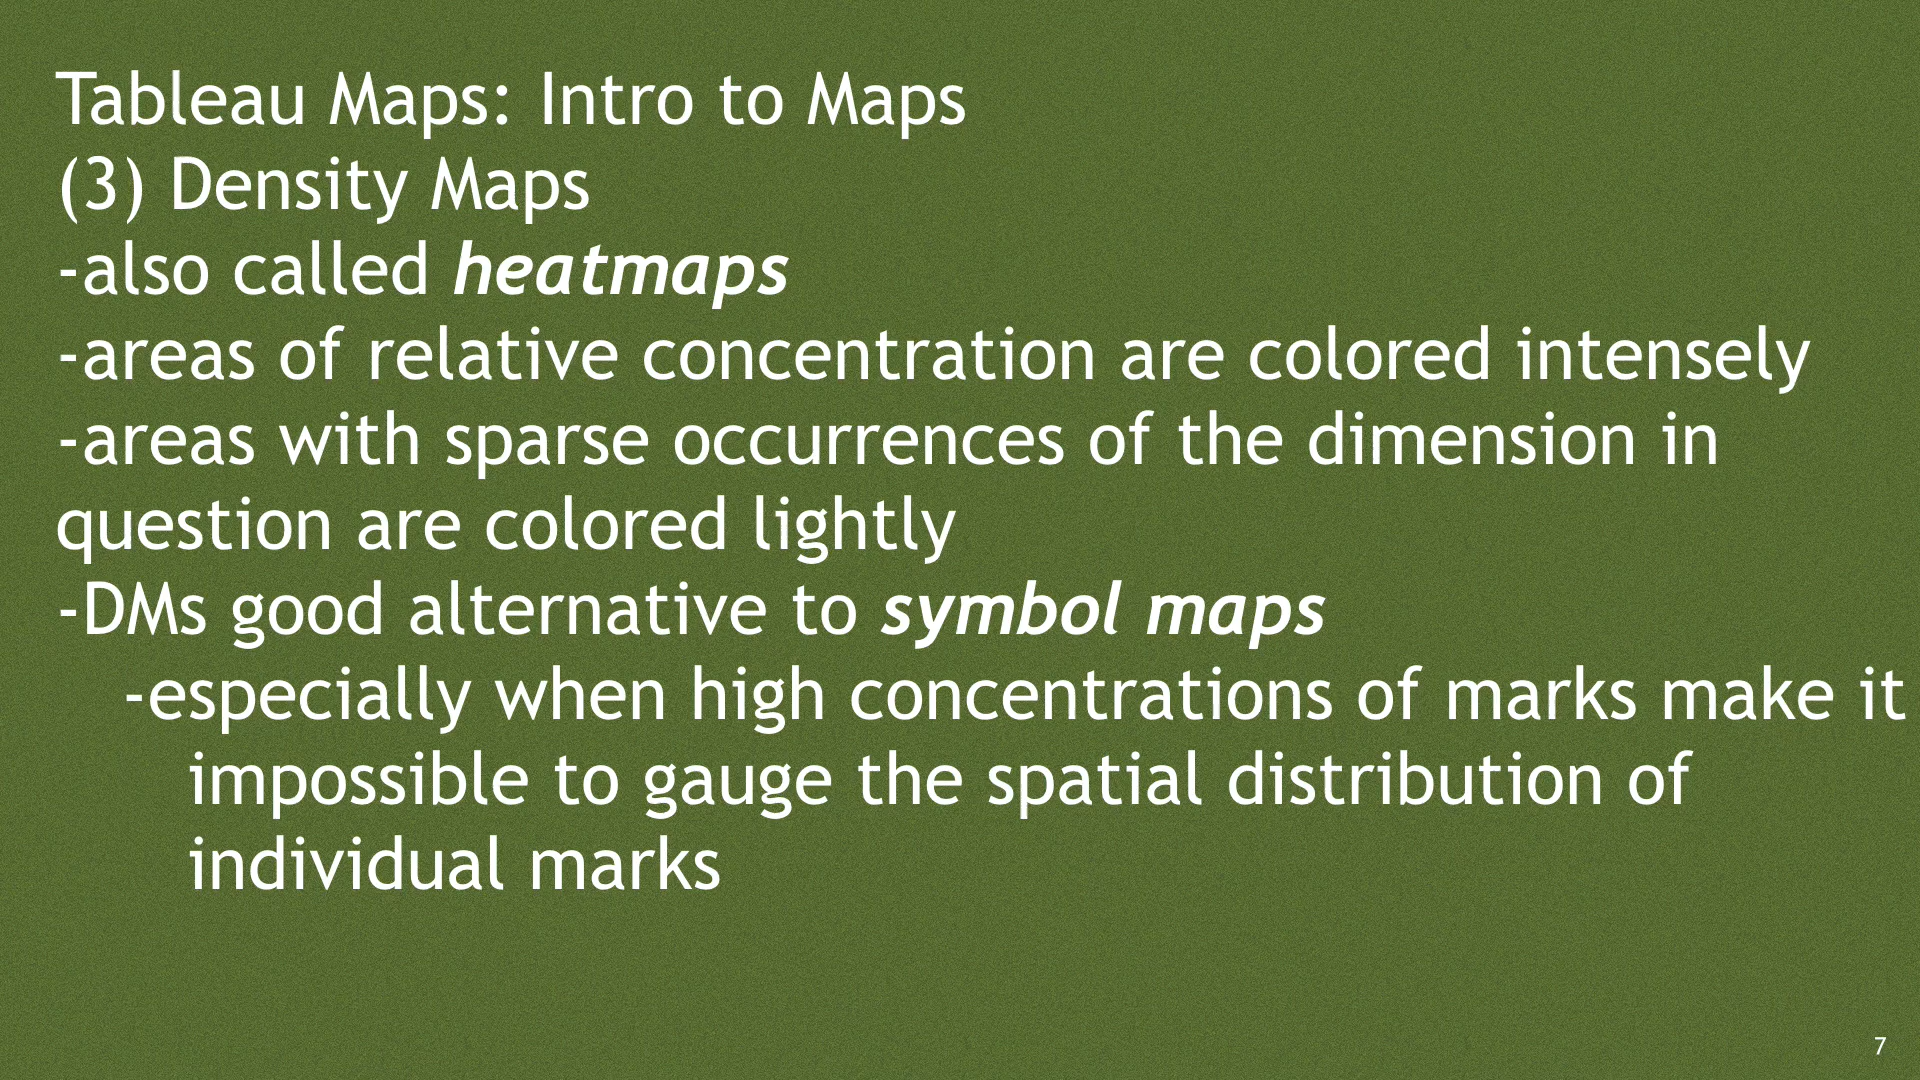 Tableau Maps: Intro to Maps
(3) Density Maps
-also called heatmaps
-areas of relative concentration are colored intensely
-areas with sparse occurrences of the dimension in
question are colored lightly
-DMs good alternative to symbol maps
-especially when high concentrations of marks make it
impossible to gauge the spatial distribution of
individual marks
7